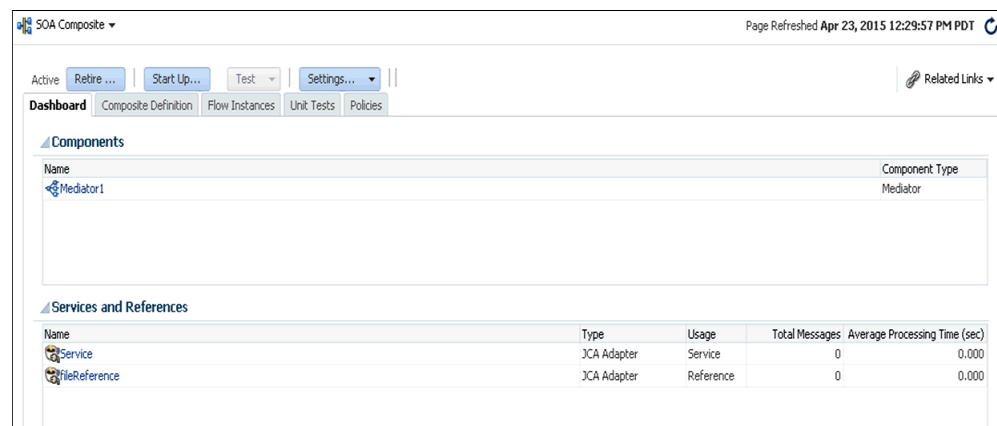 SOA Composite
Page Refreshed Apr 23, 2015 12:29:57 PM PDT
Active Retire ... Start Up... Test Settings... Related Links
Dashboard Composite Definition Flow Instances Unit Tests Policies
Components
Name Component Type
Mediator1 Mediator
Services and References
Name Type Usage Total Messages Average Processing Time (sec)
Service JCA Adapter Service 0 0.000
fileReference JCA Adapter Reference 0 0.000